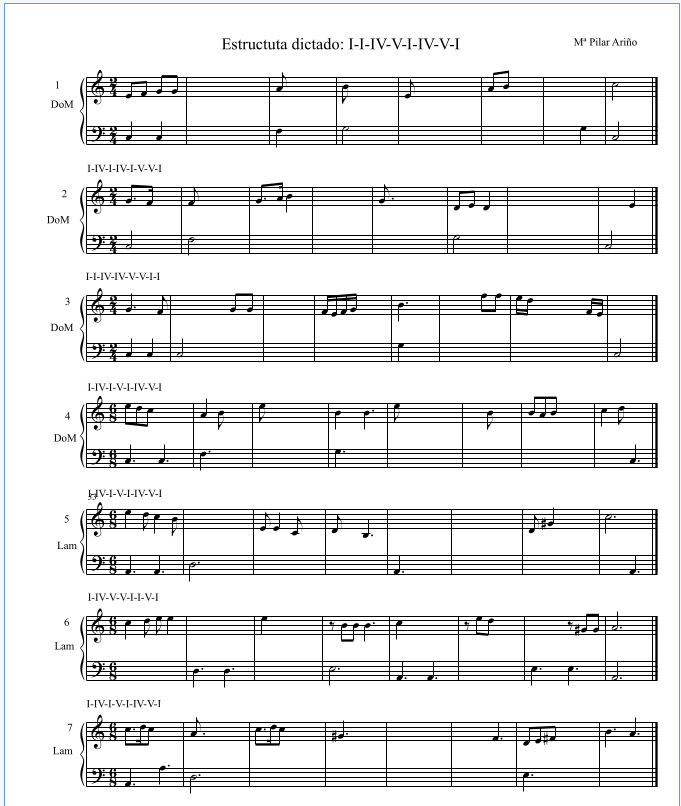 Estructuta dictado: I-I-IV-V-I-IV-V-I
Mª Pilar Ariño
1
DoM
I-IV-I-IV-I-V-V-I
2
DoM
I-I-IV-IV-V-V-I-I
3
DoM
I-IV-I-V-I-IV-V-I
4
DoM
I-IV-I-V-I-IV-V-I
33
5
Lam
I-IV-V-V-I-I-V-I
6
Lam
I-IV-I-V-I-IV-V-I
7
Lam